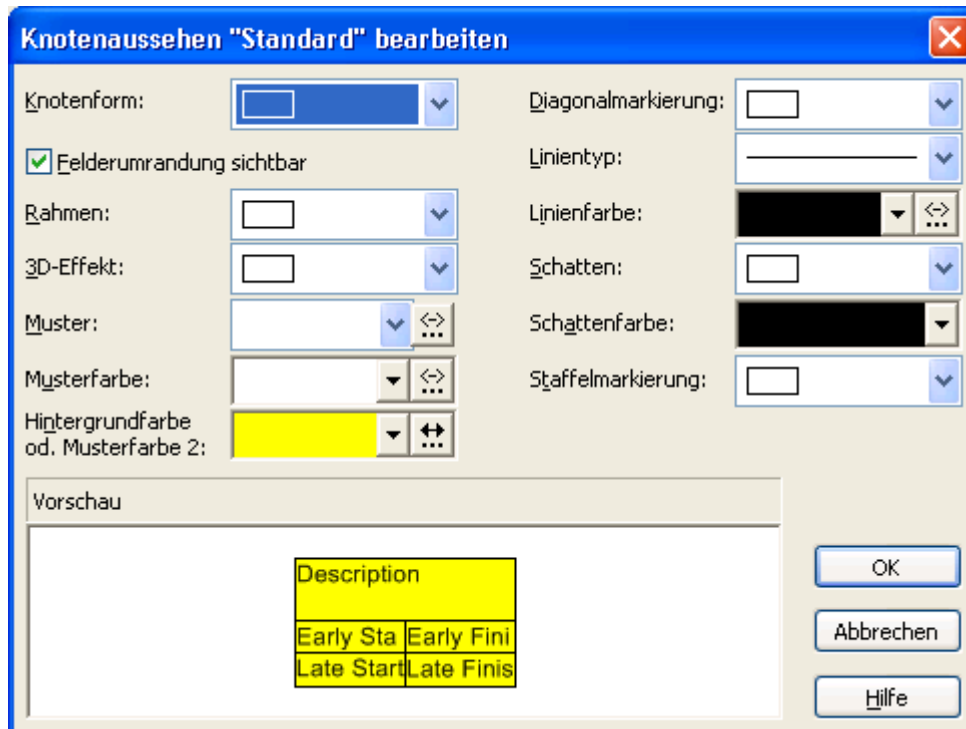 Knotenaussehen "Standard" bearbeiten
Knotenform:
Felderumrandung sichtbar
Rahmen:
3D-Effekt:
Muster:
Musterfarbe:
Hintergrundfarbe
od. Musterfarbe 2:
Diagonalmarkierung:
Linientyp:
Linienfarbe:
Schatten:
Schattenfarbe:
Staffelmarkierung:
Vorschau
Description
Early Sta Early Fini
Late Start Late Finis
OK
Abbrechen
Hilfe